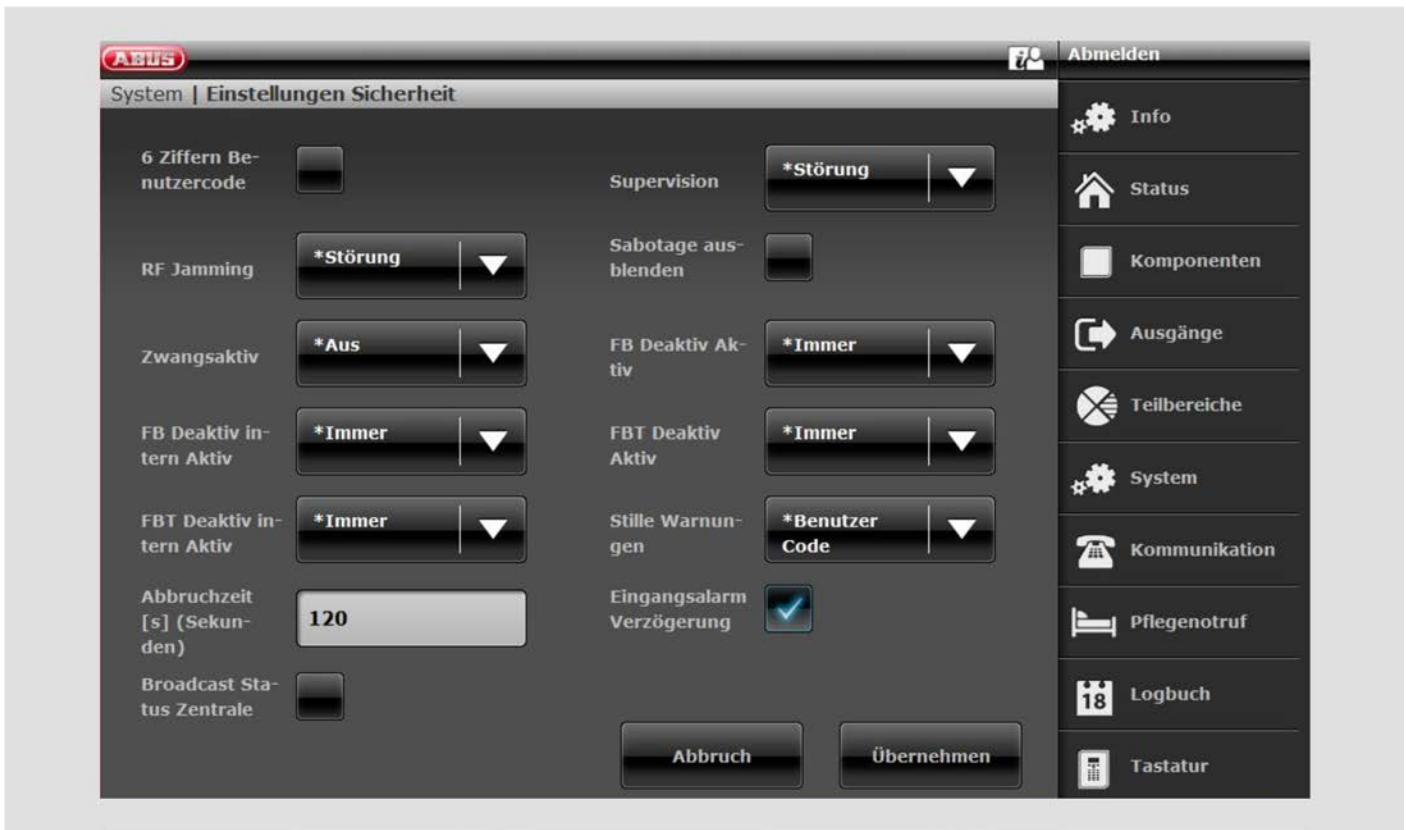 ABUS
i
Abmelden
System | Einstellungen Sicherheit
6 Ziffern Be-
nutzercode
Supervision
*Störung
RF Jamming
*Störung
Sabotage aus-
blenden
Zwangsaktiv
*Aus
FB Deaktiv Ak-
tiv
*Immer
FB Deaktiv in-
tern Aktiv
*Immer
FBT Deaktiv
Aktiv
*Immer
FBT Deaktiv in-
tern Aktiv
*Immer
Stille Warnun-
gen
*Benutzer
Code
Abbruchzeit
[s] (Sekun-
den)
120
Eingangsalarm
Verzögerung
Broadcast Sta-
tus Zentrale
Abbruch
Übernehmen
Info
Status
Komponenten
Ausgänge
Teilbereiche
System
Kommunikation
Pflegenotruf
18
Logbuch
Tastatur